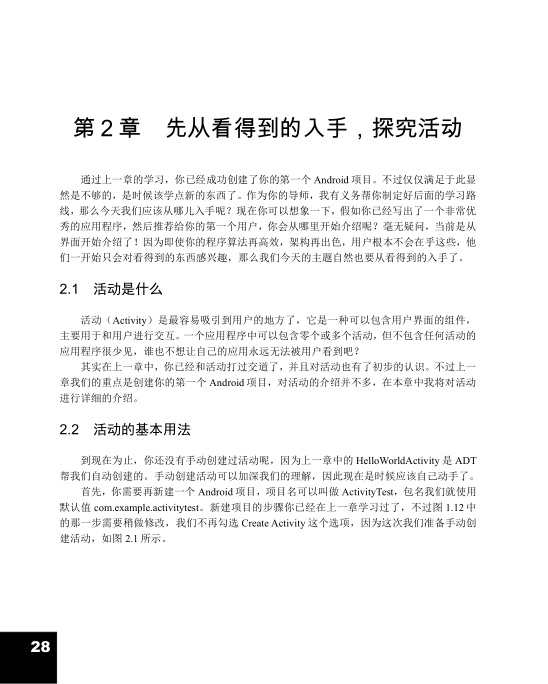 第 2 章　先从看得到的入手，探究活动
通过上一章的学习，你已经成功创建了你的第一个 Android 项目。不过仅仅满足于此显
然是不够的，是时候该学点新的东西了。作为你的导师，我有义务帮你制定好后面的学习路
线，那么今天我们应该从哪儿入手呢？现在你可以想象一下，假如你已经写出了一个非常优
秀的应用程序，然后推荐给你的第一个用户，你会从哪里开始介绍呢？毫无疑问，当前是从
界面开始介绍了！因为即使你的程序算法再高效，架构再出色，用户根本不会在乎这些，他
们一开始只会对看得到的东西感兴趣，那么我们今天的主题自然也要从看得到的入手了。
2.1　活动是什么
活动（Activity）是最容易吸引到用户的地方了，它是一种可以包含用户界面的组件，
主要用于和用户进行交互。一个应用程序中可以包含零个或多个活动，但不包含任何活动的
应用程序很少见，谁也不想让自己的应用永远无法被用户看到吧？
其实在上一章中，你已经和活动打过交道了，并且对活动也有了初步的认识。不过上一
章我们的重点是创建你的第一个 Android 项目，对活动的介绍并不多，在本章中我将对活动
进行详细的介绍。
2.2　活动的基本用法
到现在为止，你还没有手动创建过活动呢，因为上一章中的 HelloWorldActivity 是 ADT
帮我们自动创建的。手动创建活动可以加深我们的理解，因此现在是时候应该自己动手了。
首先，你需要再新建一个 Android 项目，项目名可以叫做 ActivityTest，包名我们就使用
默认值 com.example.activitytest。新建项目的步骤你已经在上一章学习过了，不过图 1.12 中
的那一步需要稍做修改，我们不再勾选 Create Activity 这个选项，因为这次我们准备手动创
建活动，如图 2.1 所示。
28